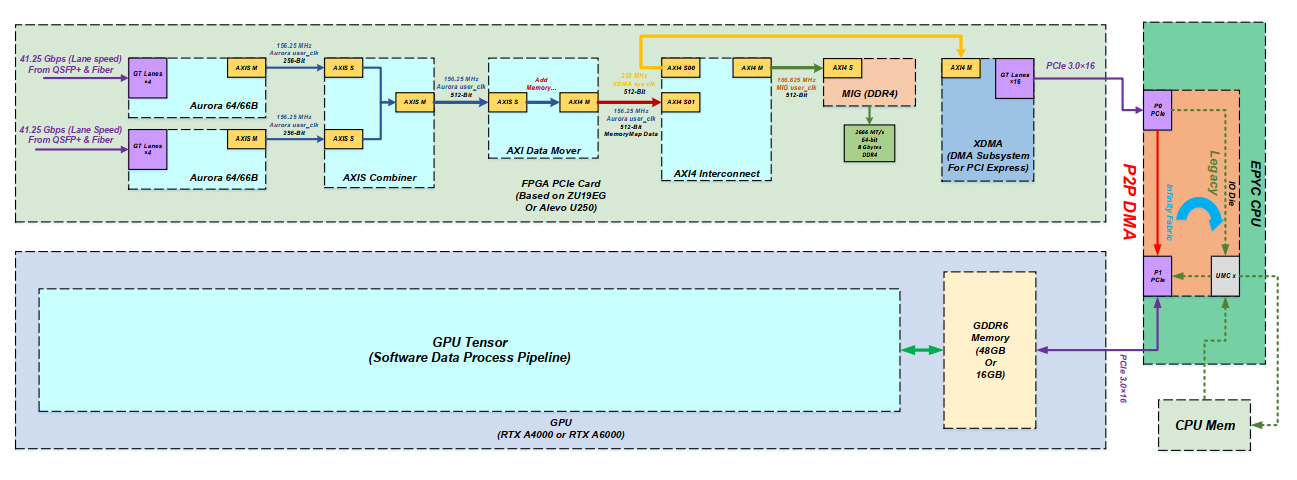 41.25 Gbps (Lane speed)
From QSFP+ & Fiber
GT Lanes
×4
AXIS M
Aurora 64/66B
156.25 MHz
Aurora user_clk
256-Bit
41.25 Gbps (Lane Speed)
From QSFP+ & Fiber
GT Lanes
×4
AXIS M
Aurora 64/66B
156.25 MHz
Aurora user_clk
256-Bit
AXIS S
AXIS S
AXIS M
AXIS Combiner
156.25 MHz
Aurora user_clk
512-Bit
AXIS S
Add
Memory...
AXI4 M
AXI Data Mover
250 MHz
XDMA sys_clk
512-Bit
156.25 MHz
Aurora user_clk
512-Bit
MemoryMap Data
AXI4 S00
AXI4 S01
AXI4 M
AXI4 Interconnect
166.625 MHz
MIG user_clk
512-Bit
AXI4 S
MIG (DDR4)
2666 MT/s
64-bit
8 Gbytes
DDR4
AXI4 M
GT Lanes
×16
XDMA
(DMA Subsystem
For PCI Express)
FPGA PCIe Card
(Based on ZU19EG
Or Alevo U250)
PCIe 3.0×16
P0
PCIe
P2P DMA
Infinity Fabric
Legacy
IO Die
EPYC CPU
P1
PCIe
UMC x
PCIe 3.0×16
CPU Mem
GPU Tensor
(Software Data Process Pipeline)
GDDR6
Memory
(48GB
Or
16GB)
GPU
(RTX A4000 or RTX A6000)